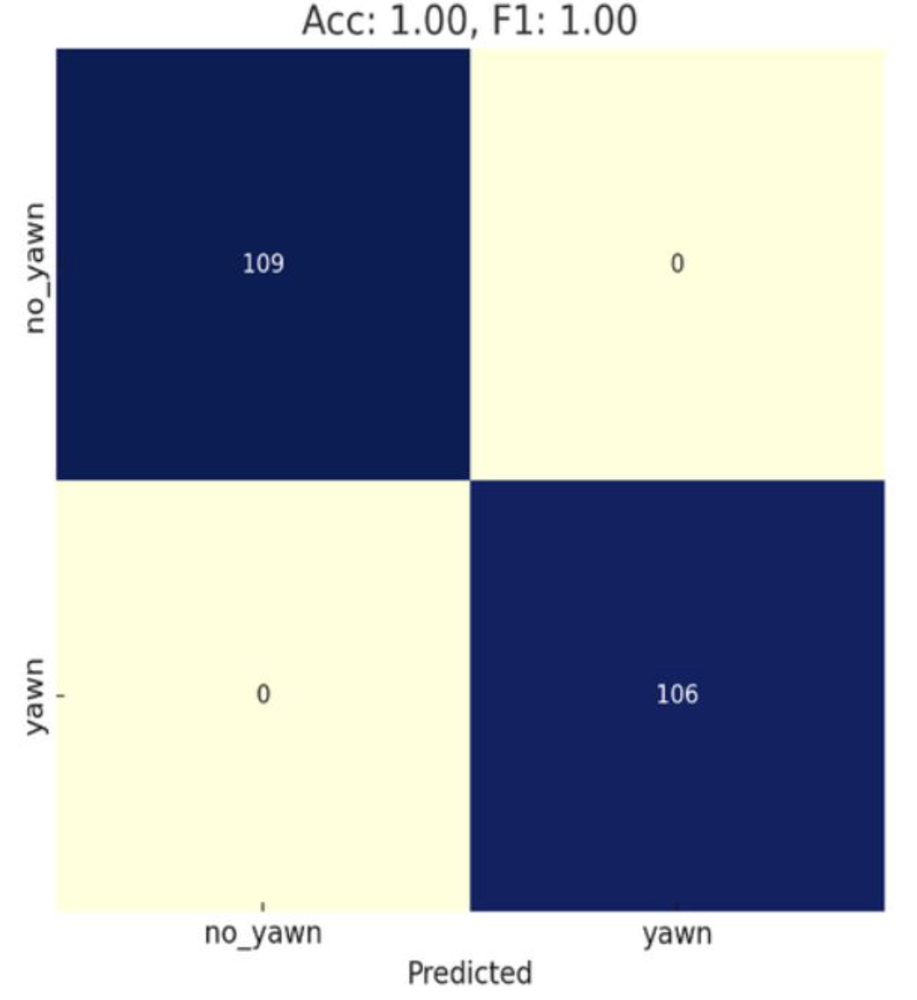 Acc: 1.00, F1: 1.00
no_yawn
109
0
yawn
0
106
no_yawn
yawn
Predicted